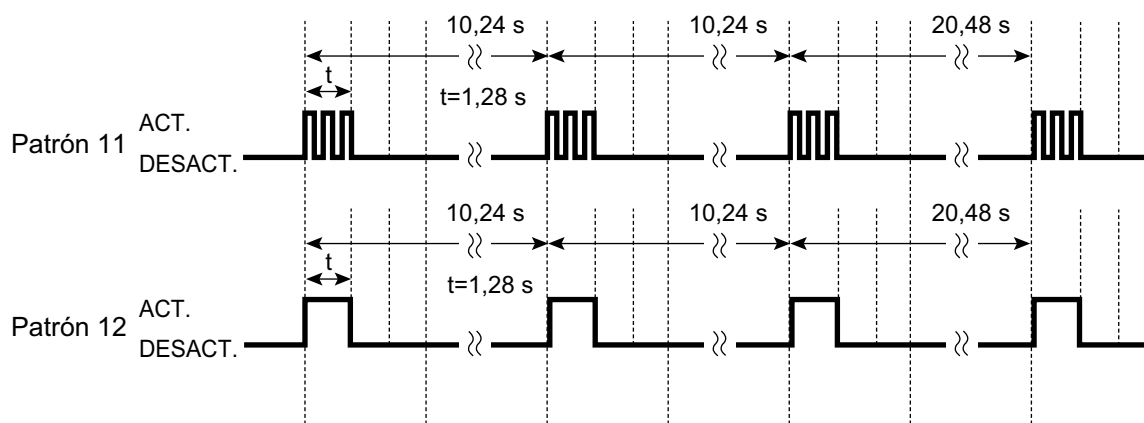 10,24 s 10,24 s 20,48 s
t
t=1,28 s
Patrón 11 ACT.
DESACT.
10,24 s 10,24 s 20,48 s
t
t=1,28 s
Patrón 12 ACT.
DESACT.